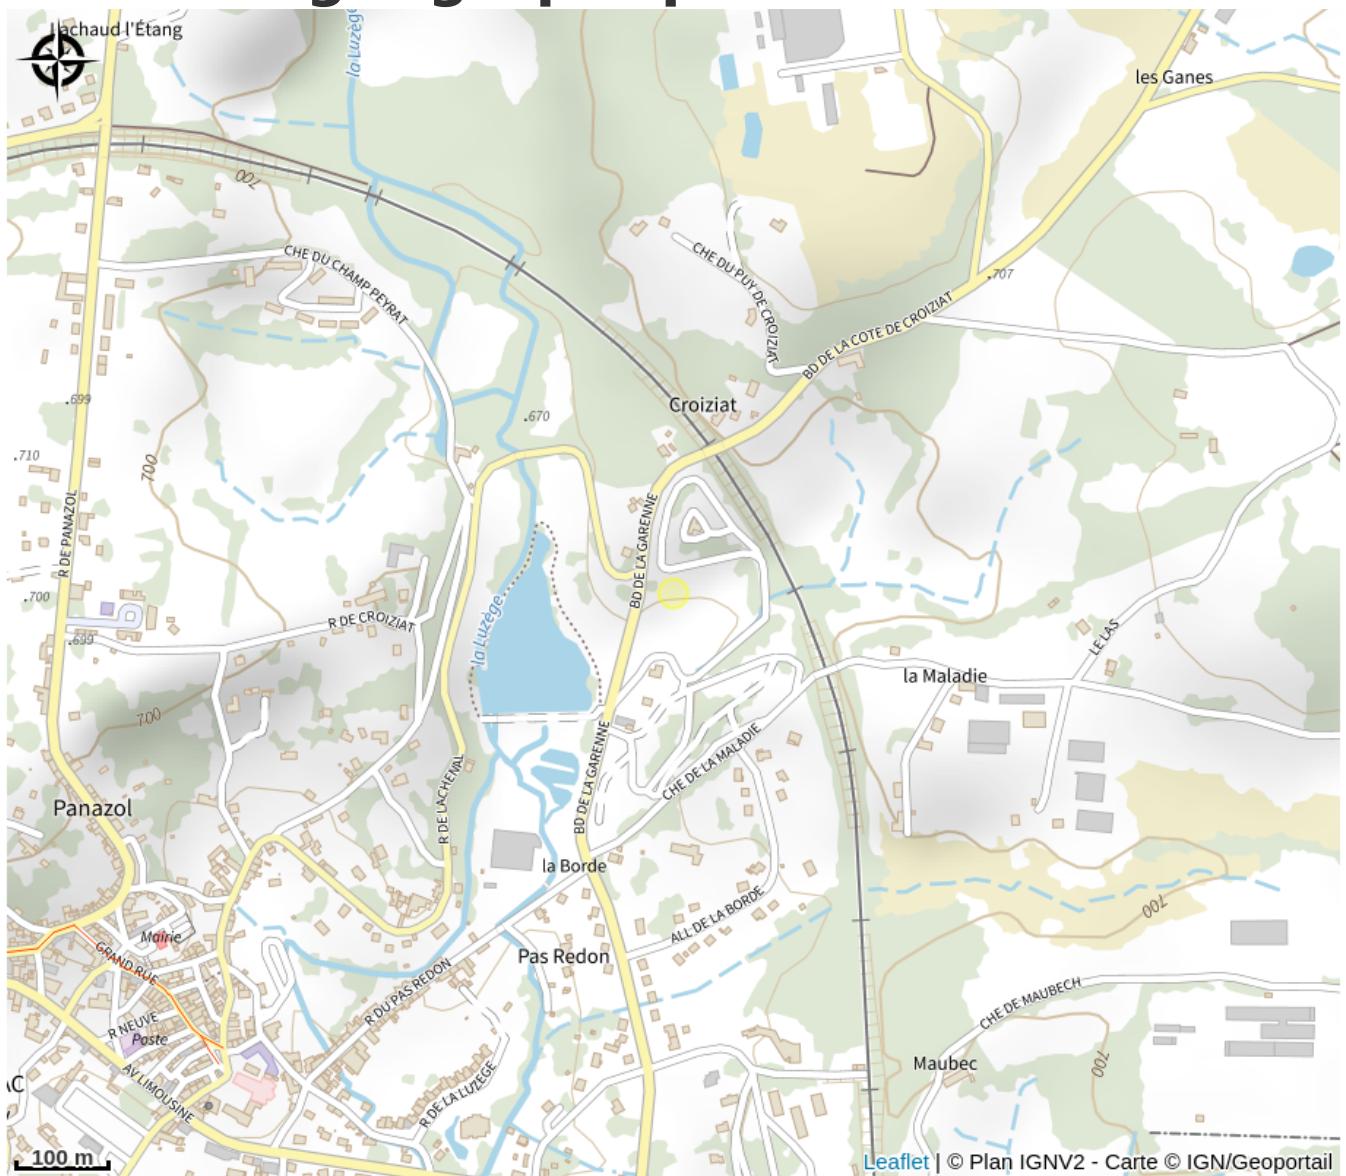 Lachaud l'Étang
la Luzège
les Ganes
700
CHE DU CHAMP PEYRAT
CHE DU PUY DE CROIZIAT
707
BD DE LA COTE DE CROIZIAT
699
Croiziat
670
710
700
R DE PANAZOL
BD DE LA GARENNE
700
R DE CROIZIAT
699
la Luzège
LE LAS
la Maladie
700
BD DE LA GARENNE
CHE DE LA MALADIE
R DE LACHENAL
Panazol
la Borde
ALL DE LA BORDE
700
Mairie
GRAND RUE
Pas Redon
R DU PAS REDON
CHE DE MAUBECH
R NEUVE
Poste
Maubec
700
AV LIMOUSINE
R DE LA LUZEGE
AC
100 m
Leaflet | © Plan IGNV2 - Carte © IGN/Geoportail